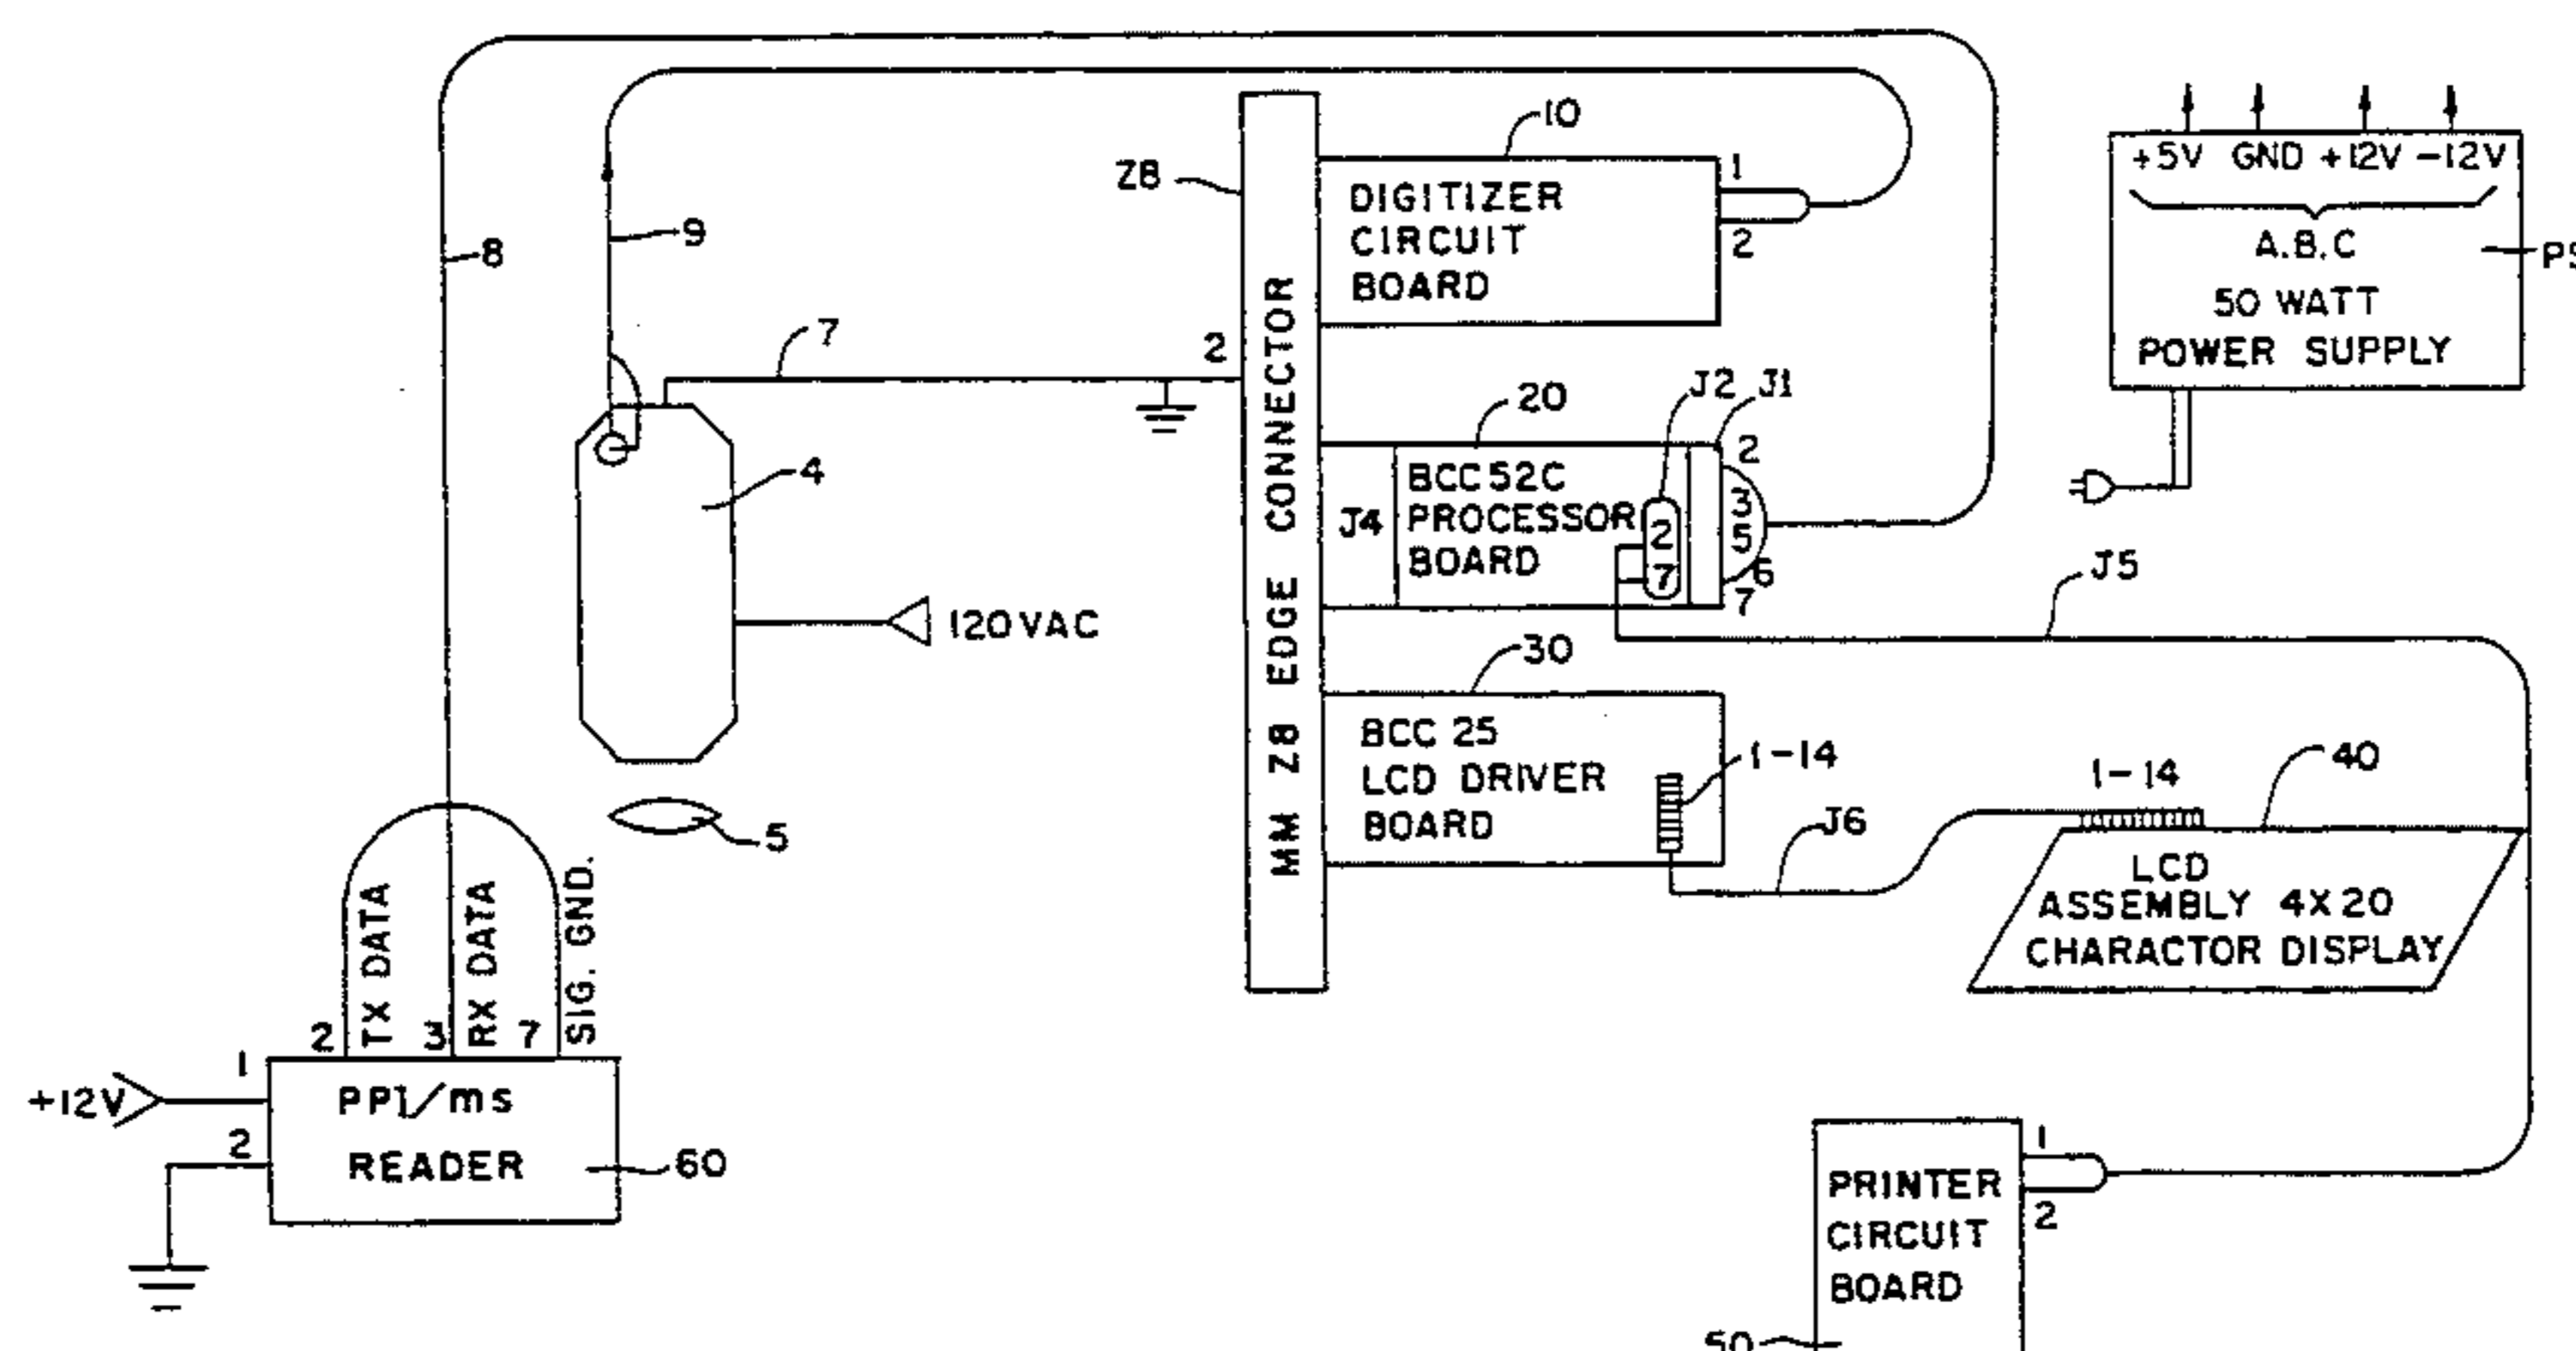 10
+5V GND +12V -12V
Z8
1
DIGITIZER
CIRCUIT
BOARD
2
8
9
A.B.C
50 WATT
POWER SUPPLY
7
2
MM Z8 EDGE CONNECTOR
20
J2
J1
4
J4
BCC52C
PROCESSOR
BOARD
2
7
2
3
5
6
7
J5
120VAC
30
BCC 25
LCD DRIVER
BOARD
1-14
1-14
40
J6
5
LCD
ASSEMBLY 4X20
CHARACTOR DISPLAY
TX DATA
RX DATA
SIG. GND.
2
3
7
1
+12V
PPI/ms
READER
2
60
1
PRINTER
CIRCUIT
BOARD
2
50